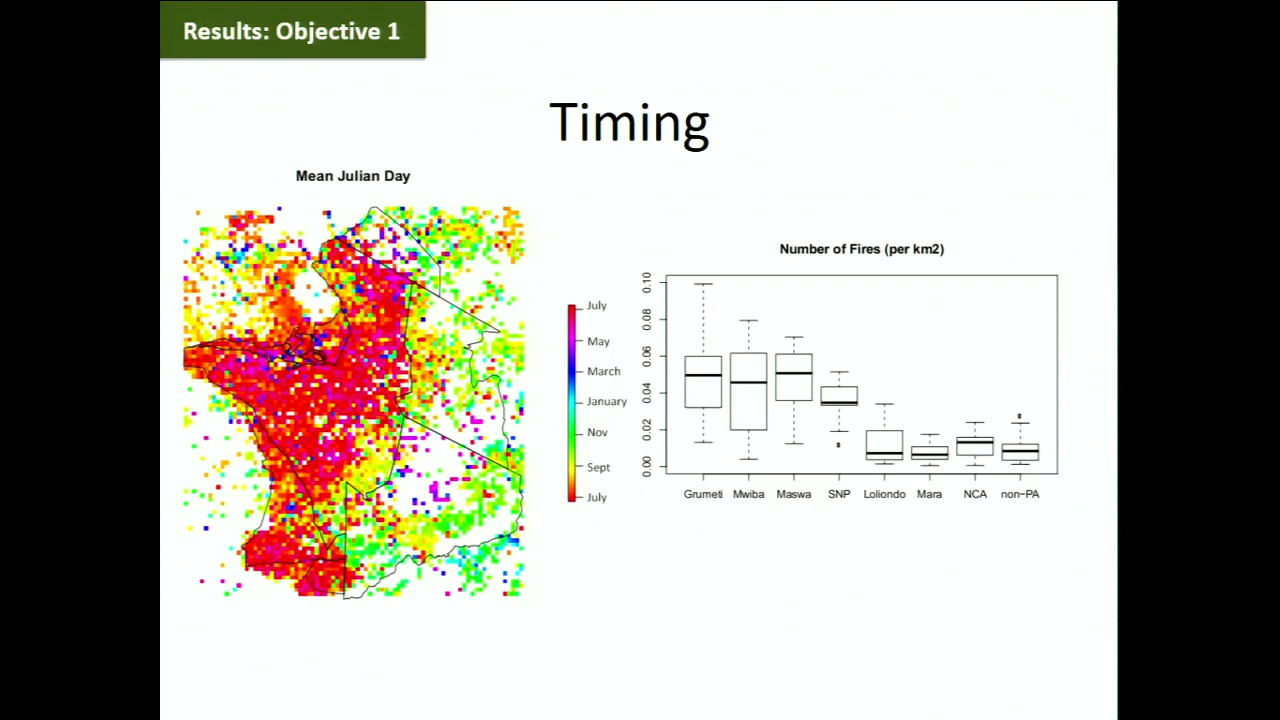 Results: Objective 1
Timing
Mean Julian Day
July
May
March
January
Nov
Sept
July
Number of Fires (per km2)
0.10
0.08
0.06
0.04
0.02
0.00
Grumeti Mwiba Maswa SNP Loliondo Mara NCA non-PA